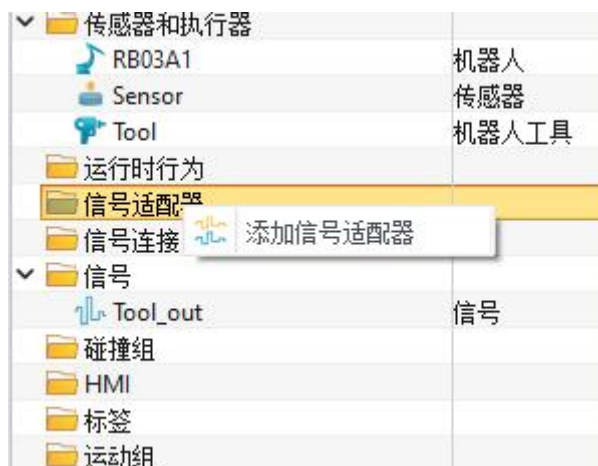 传感器和执行器
RB03A1 机器人
Sensor 传感器
Tool 机器人工具
运行时行为
信号适配器
添加信号适配器
信号连接
信号
Tool_out 信号
碰撞组
HMI
标签
运动组